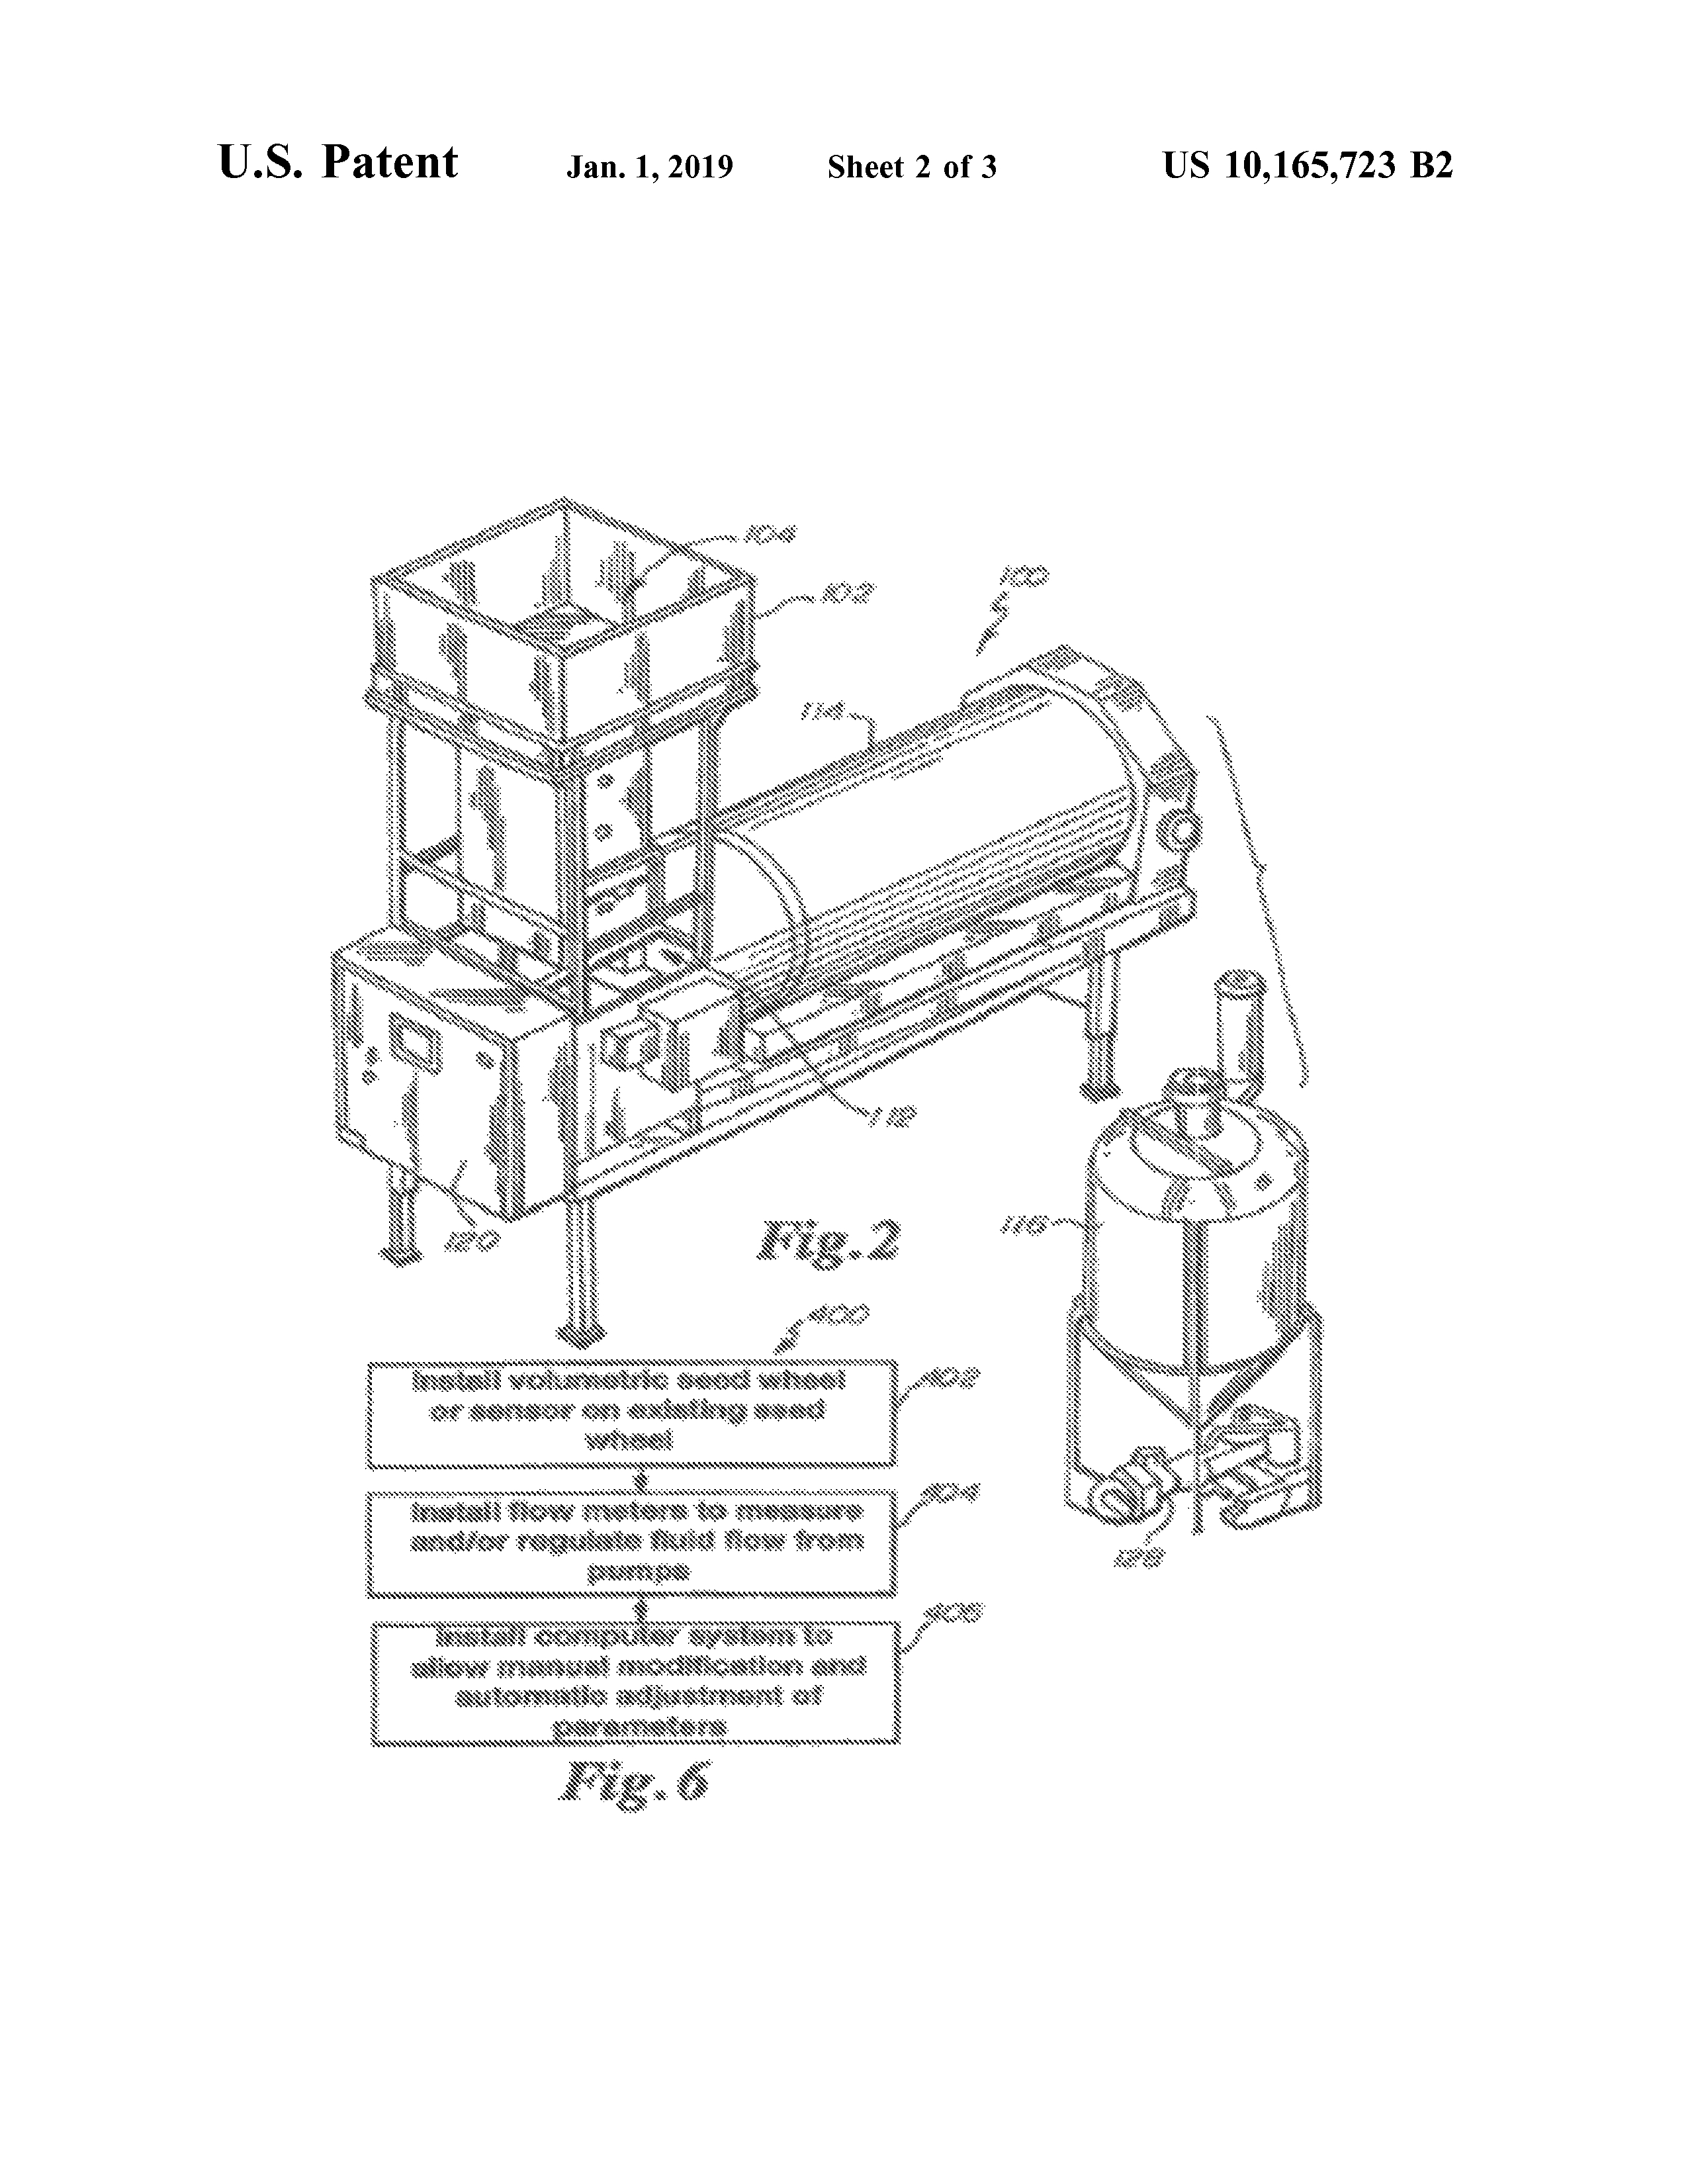 U.S. Patent Jan. 1, 2019 Sheet 2 of 3 US 10,165,723 B2
104
102
100
114
112
120
116
Fig. 2
128
400
Install volumetric seed wheel
or sensor on existing seed
wheel
402
Install flow meters to measure
and/or regulate fluid flow from
pumps
404
Install computer system to
allow manual modification and
automatic adjustment of
parameters
Fig. 6